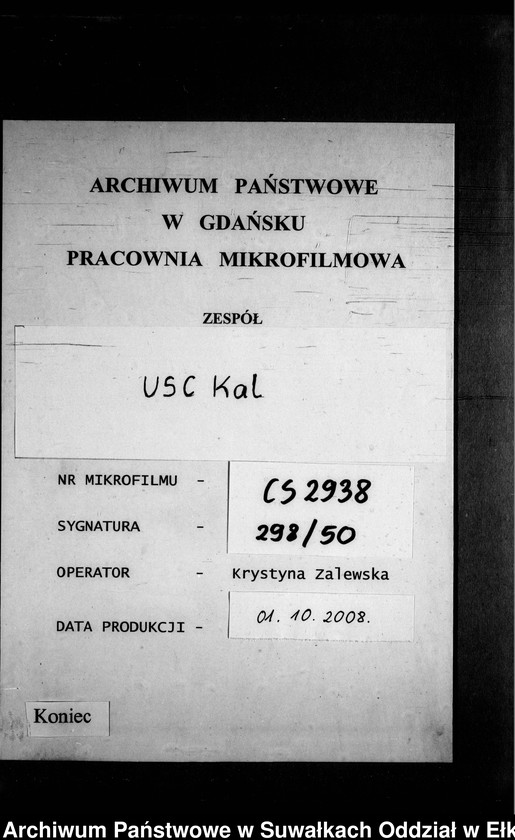 ARCHIWUM PAŃSTWOWE
W GDAŃSKU
PRACOWNIA MIKROFILMOWA
ZESPÓŁ
USC Kal
NR MIKROFILMU - CS 2938
SYGNATURA - 298/50
OPERATOR - Krystyna Zalewska
DATA PRODUKCJI - 01. 10. 2008.
Koniec
Archiwum Państwowe w Suwałkach Oddział w Ełk